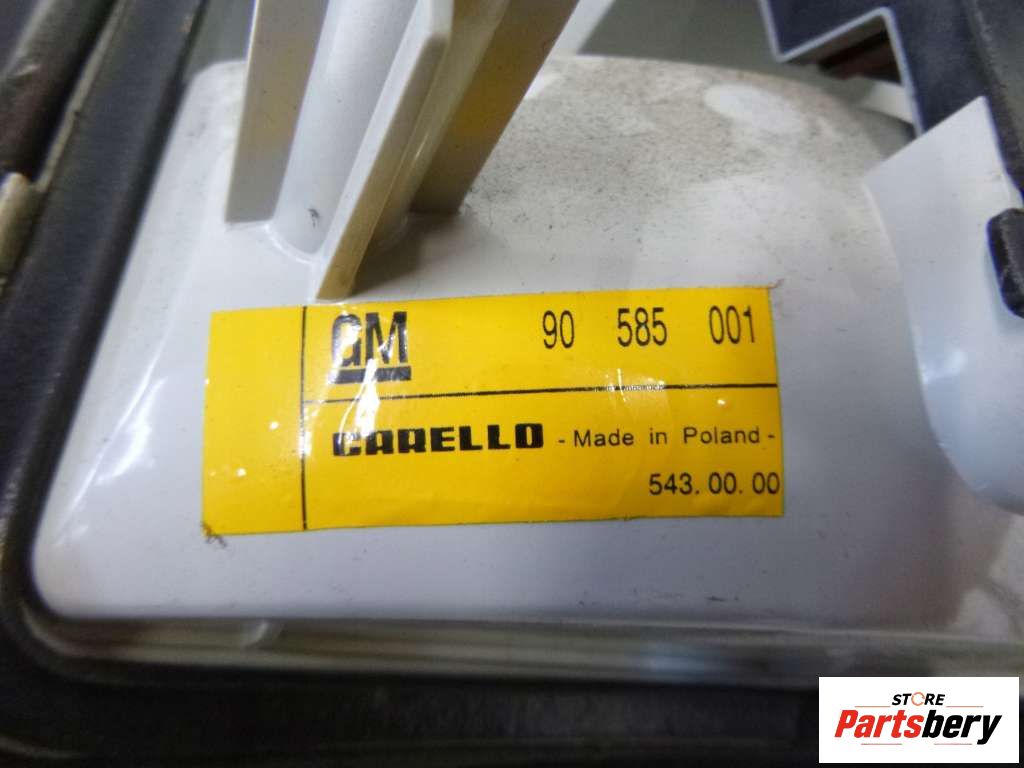 GM 90 585 001
CARELLO - Made in Poland -
543. 00. 00
STORE
Partsbery